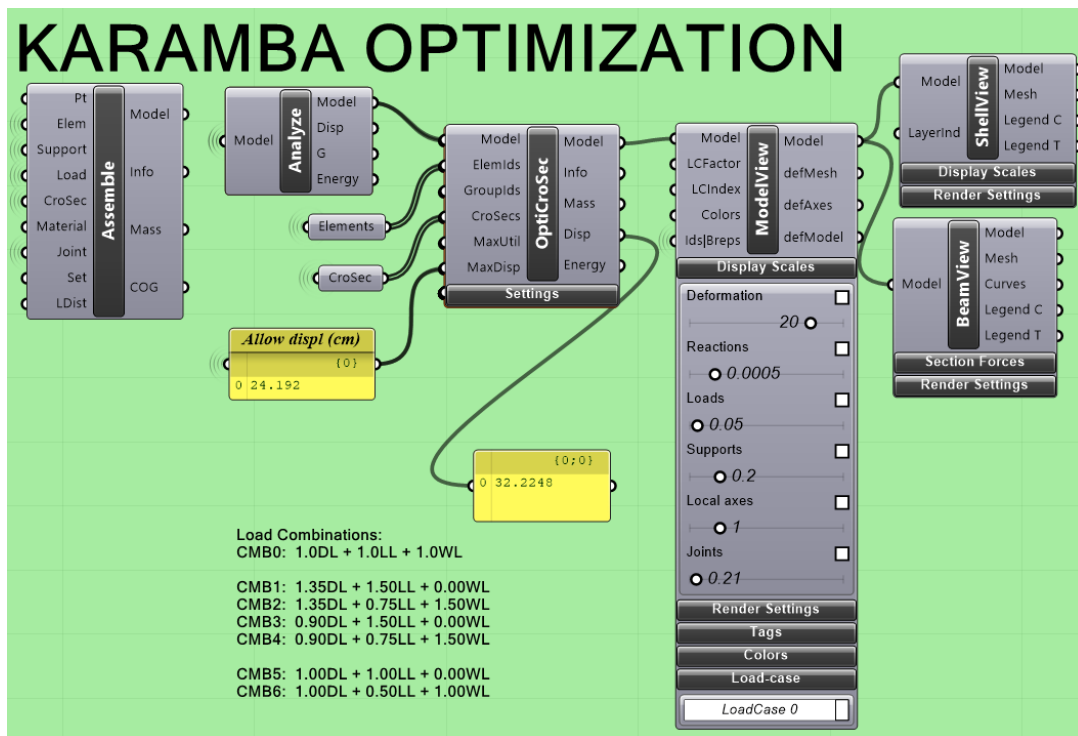 KARAMBA OPTIMIZATION
Pt
Elem
Support
Load
CroSec
Material
Joint
Set
LDist
Assemble
Model
Info
Mass
COG
Model
Analyze
Model
Disp
G
Energy
Elements
CroSec
Allow displ (cm)
{0}
0 24.192
Model
ElemIds
GroupIds
CroSecs
MaxUtil
MaxDisp
OptiCroSec
Model
Info
Mass
Disp
Energy
Settings
{0;0}
0 32.2248
Load Combinations:
CMB0: 1.0DL + 1.0LL + 1.0WL
CMB1: 1.35DL + 1.50LL + 0.00WL
CMB2: 1.35DL + 0.75LL + 1.50WL
CMB3: 0.90DL + 1.50LL + 0.00WL
CMB4: 0.90DL + 0.75LL + 1.50WL
CMB5: 1.00DL + 1.00LL + 0.00WL
CMB6: 1.00DL + 0.50LL + 1.00WL
Model
LCFactor
LCIndex
Colors
Ids|Breps
ModelView
Model
defMesh
defAxes
defModel
Display Scales
Deformation
20
Reactions
0.0005
Loads
0.05
Supports
0.2
Local axes
1
Joints
0.21
Render Settings
Tags
Colors
Load-case
LoadCase 0
Model
LayerInd
ShellView
Model
Mesh
Legend C
Legend T
Display Scales
Render Settings
Model
BeamView
Model
Mesh
Curves
Legend C
Legend T
Section Forces
Render Settings